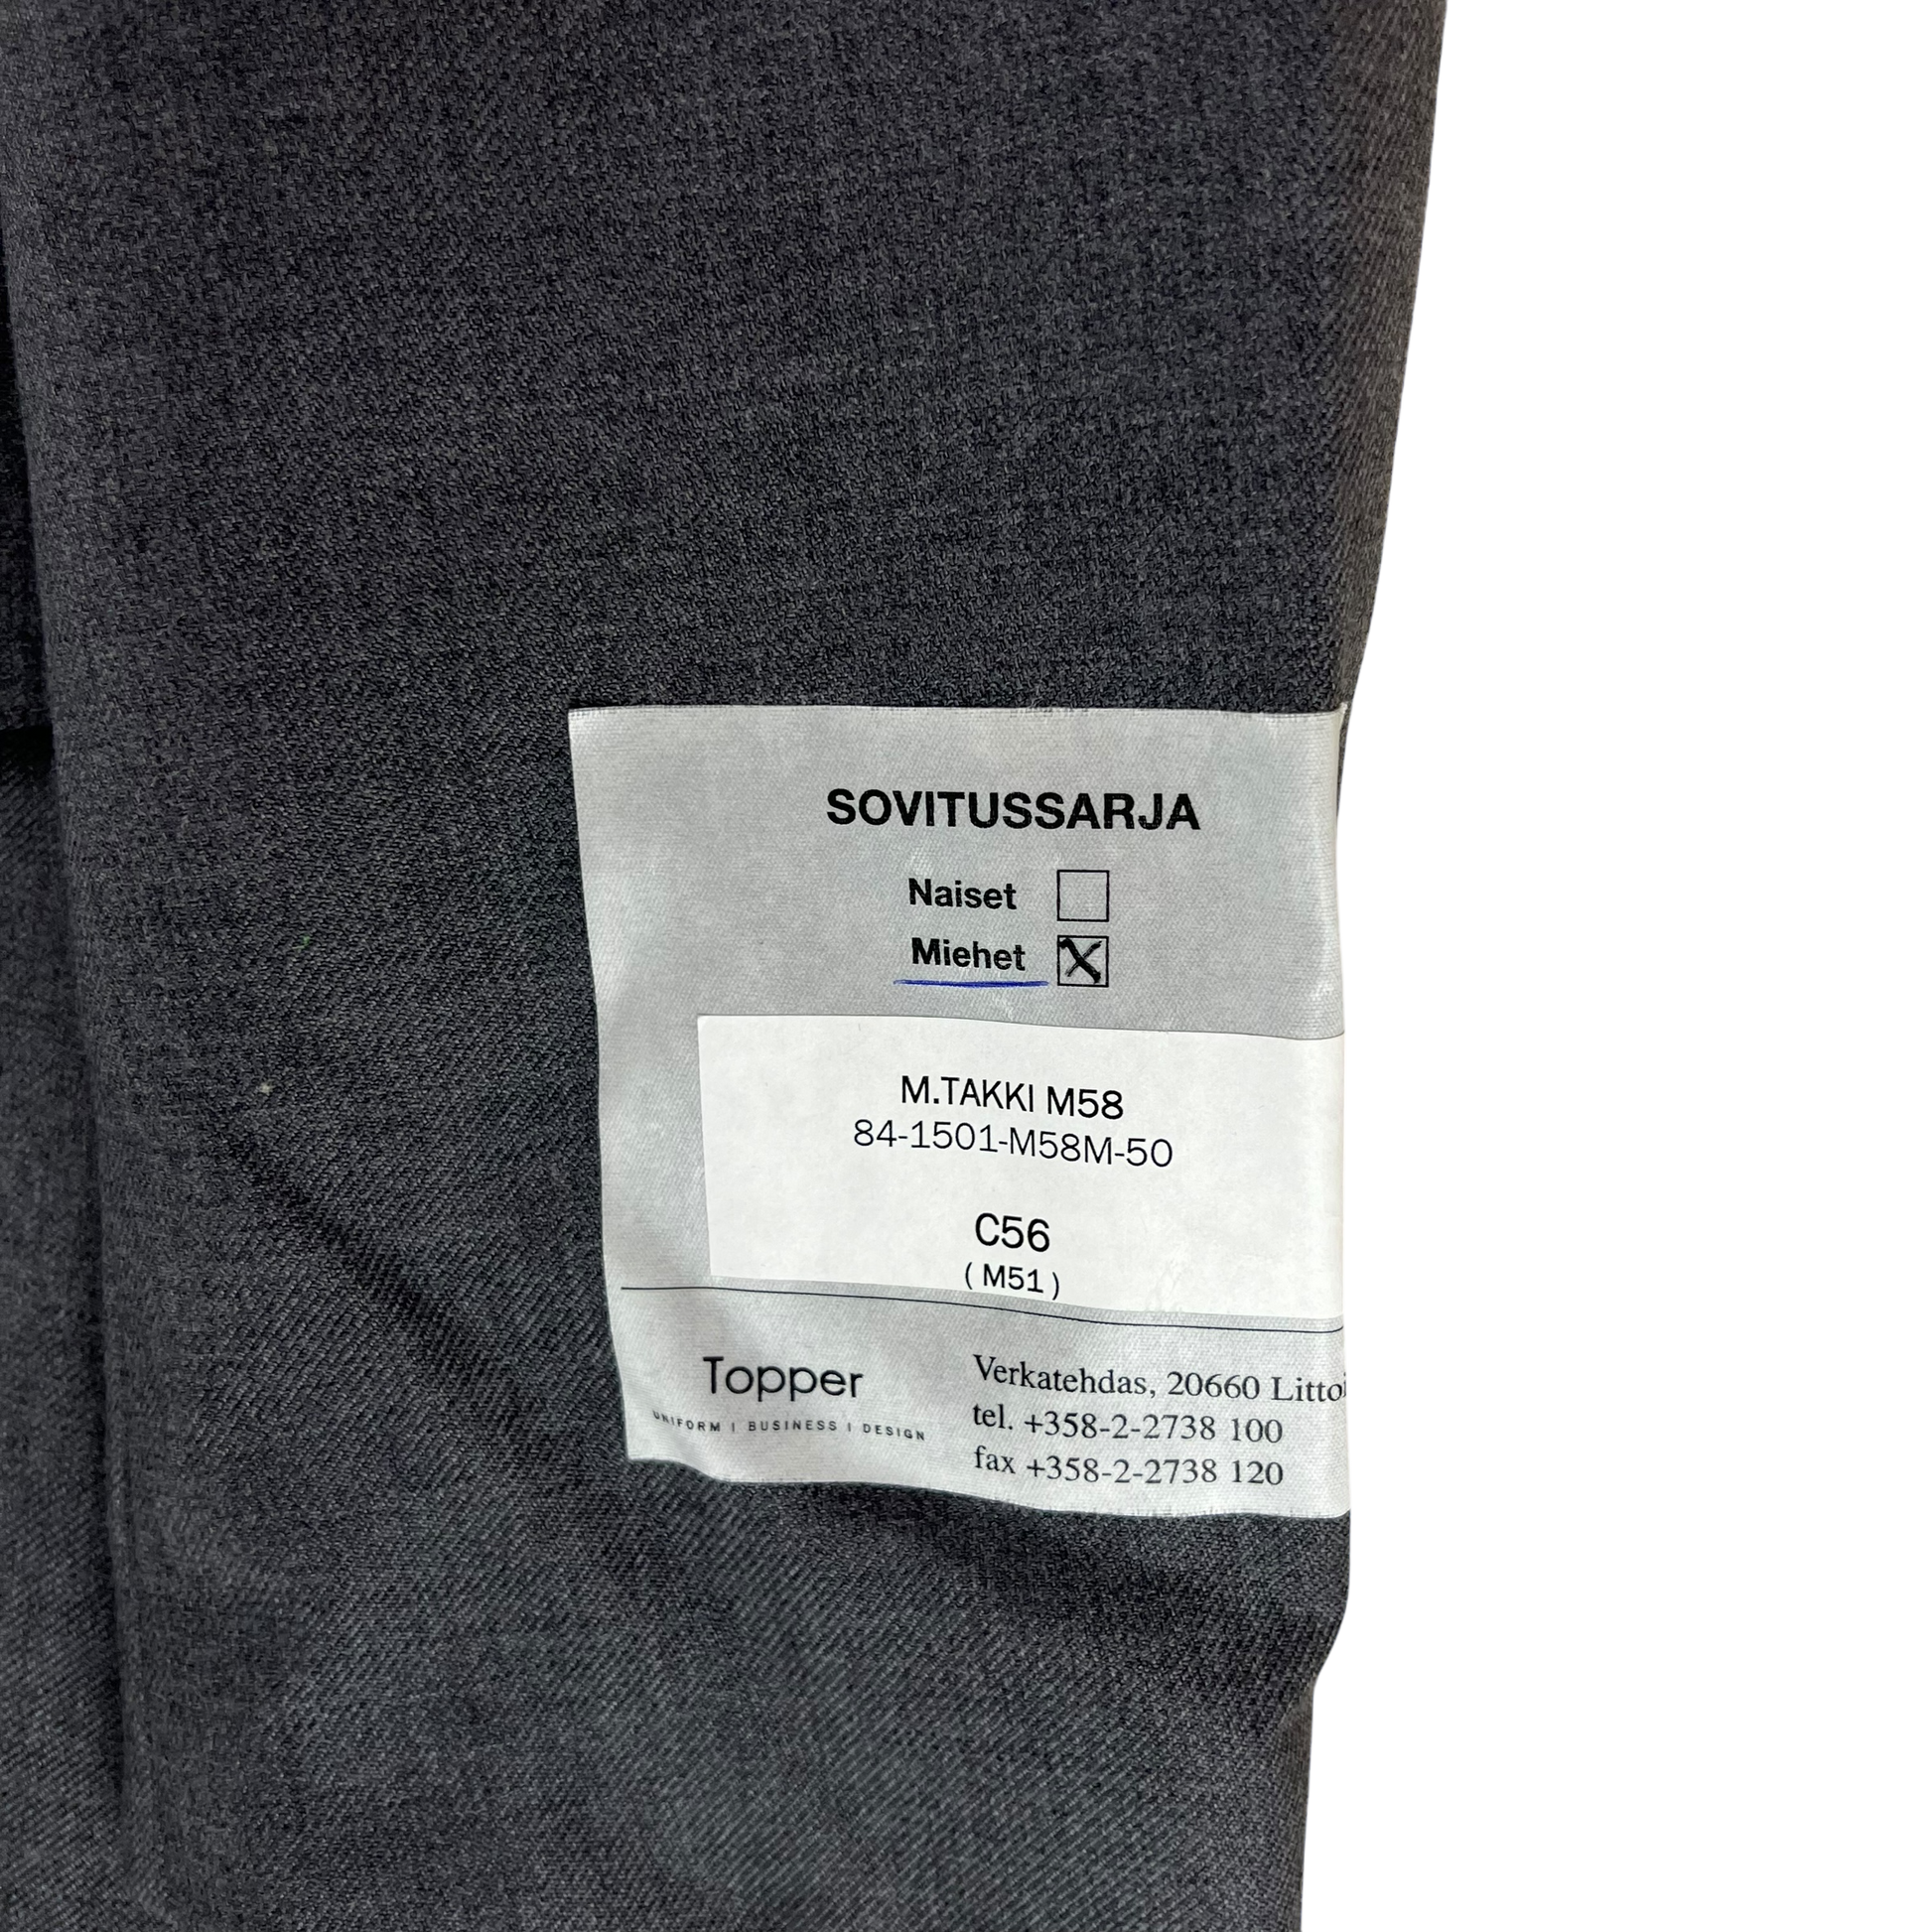 SOVITUSSARJA
Naiset
Miehet
M.TAKKI M58
84-1501-M58M-50
C56
( M51 )
Topper
UNIFORM | BUSINESS | DESIGN
Verkatehdas, 20660
tel. +358-2-2738 100
fax +358-2-2738 120